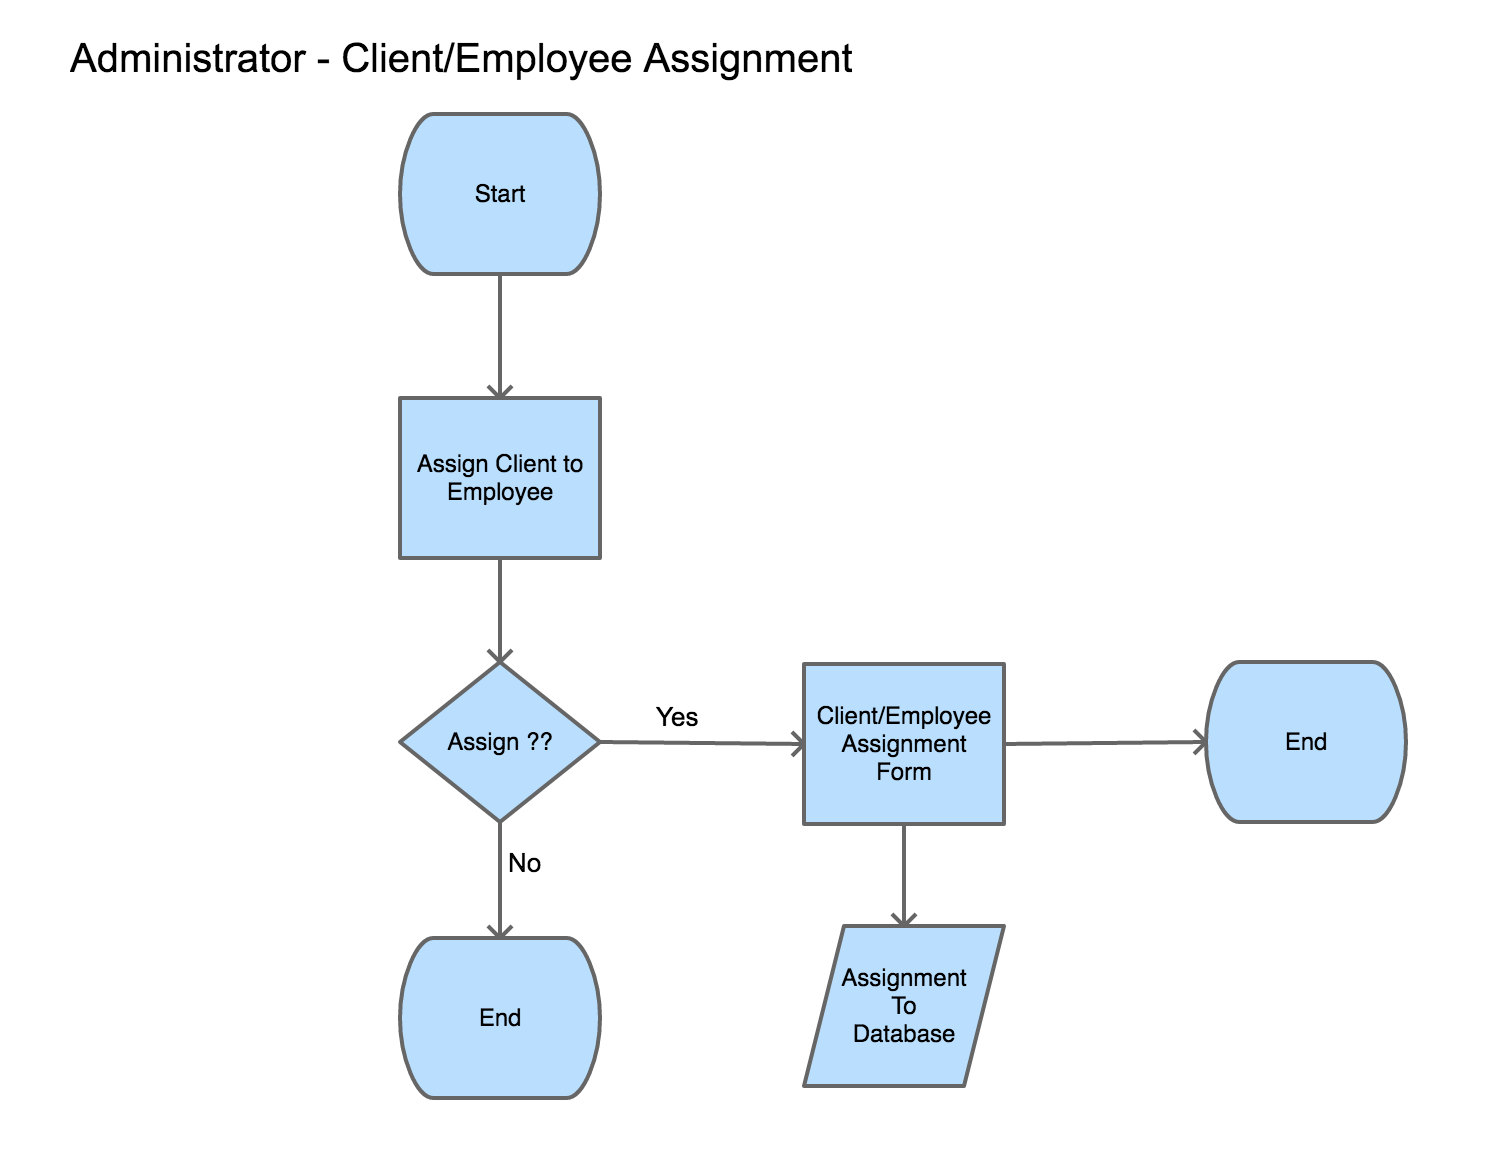 Administrator - Client/Employee Assignment
Start
Assign Client to
Employee
Assign ??
Yes
Client/Employee
Assignment
Form
End
No
End
Assignment
To
Database